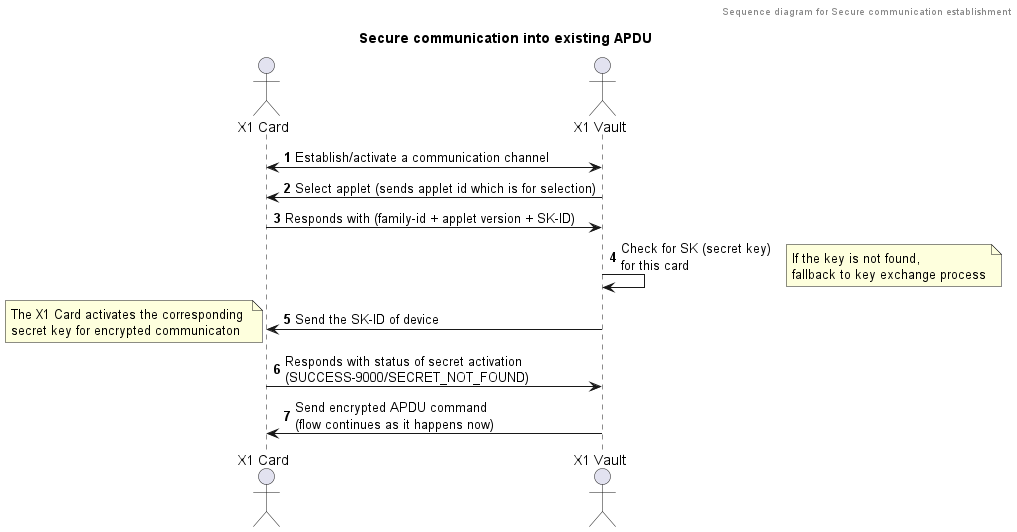 Sequence diagram for Secure communication establishment
Secure communication into existing APDU
X1 Card
X1 Vault
1 Establish/activate a communication channel
2 Select applet (sends applet id which is for selection)
3 Responds with (family-id + applet version + SK-ID)
4 Check for SK (secret key)
for this card
If the key is not found,
fallback to key exchange process
The X1 Card activates the corresponding
secret key for encrypted communicaton
5 Send the SK-ID of device
6 Responds with status of secret activation
(SUCCESS-9000/SECRET_NOT_FOUND)
7 Send encrypted APDU command
(flow continues as it happens now)
X1 Card
X1 Vault